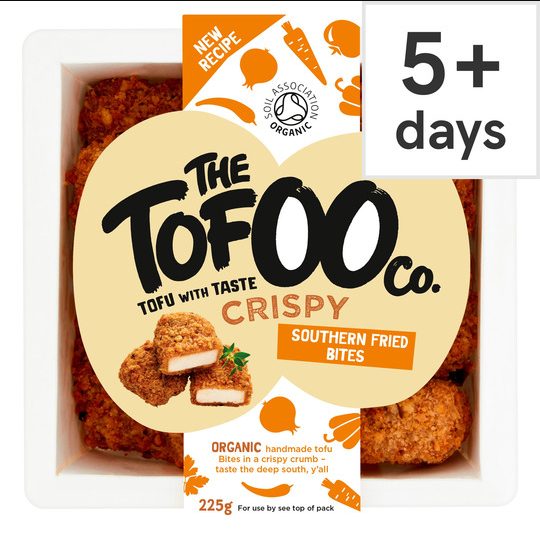 5+
days
NEW
RECIPE
SOIL ASSOCIATION
ORGANIC
THE
TOFOO Co.
TOFU WITH TASTE
CRISPY
SOUTHERN FRIED
BITES
ORGANIC handmade tofu
Bites in a crispy crumb –
taste the deep south, y'all
225g For use by see top of pack